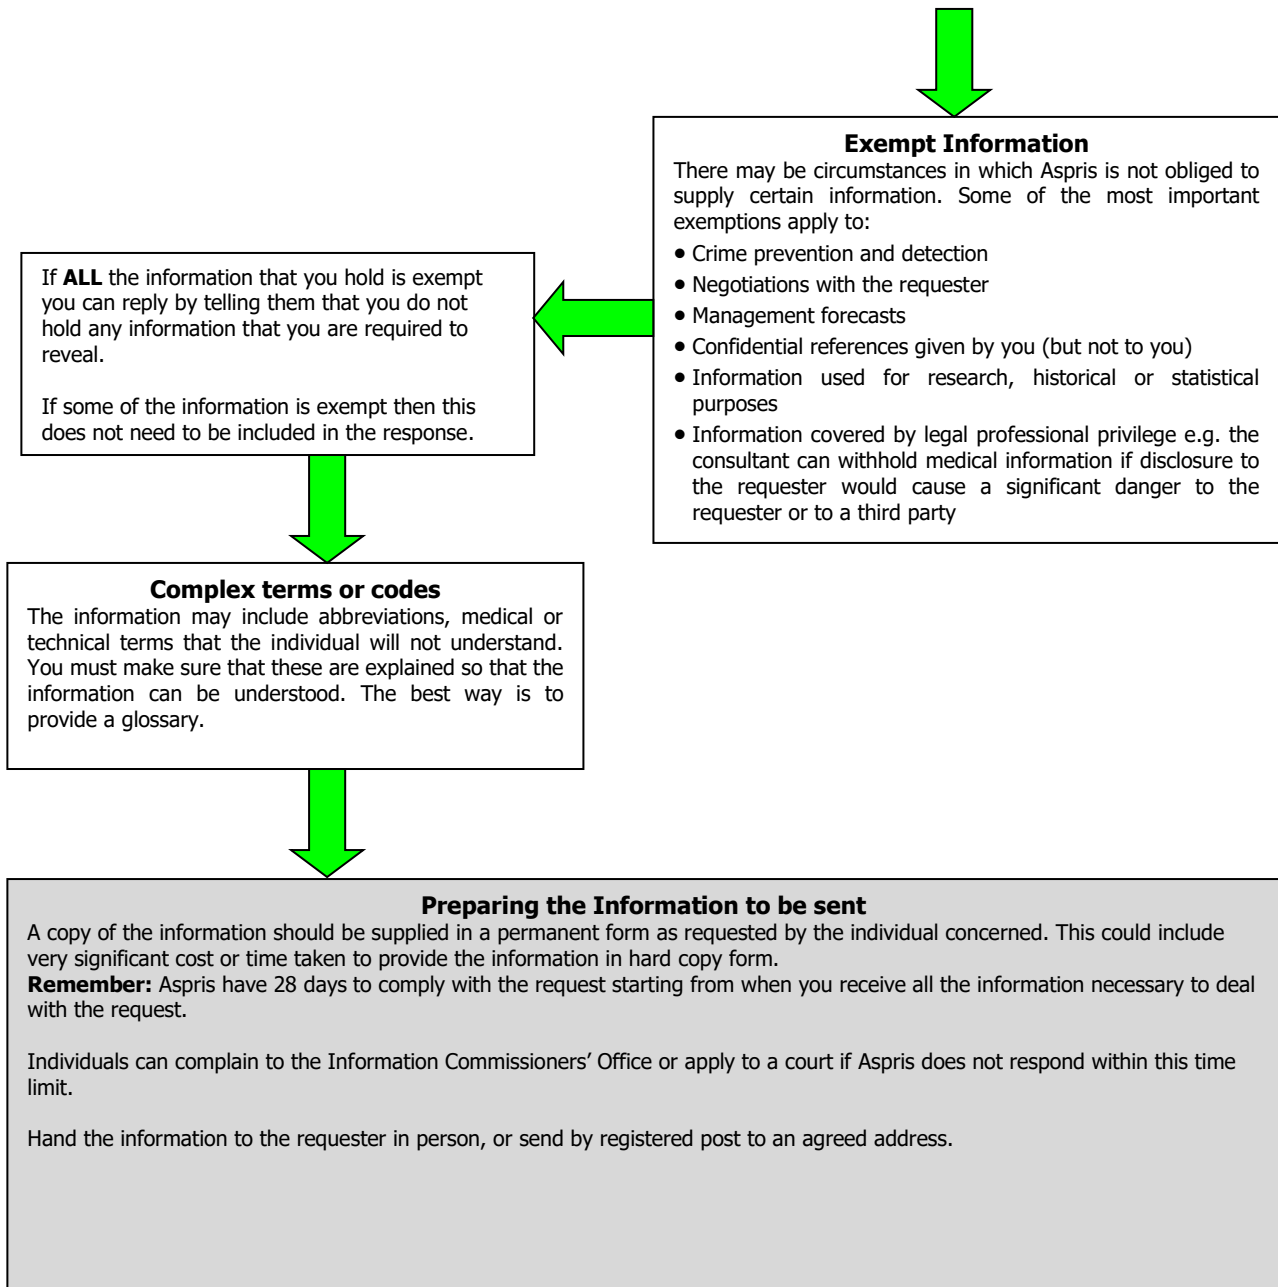 Exempt Information
There may be circumstances in which Aspris is not obliged to
supply certain information. Some of the most important
exemptions apply to:
• Crime prevention and detection
• Negotiations with the requester
• Management forecasts
• Confidential references given by you (but not to you)
• Information used for research, historical or statistical
purposes
• Information covered by legal professional privilege e.g. the
consultant can withhold medical information if disclosure to
the requester would cause a significant danger to the
requester or to a third party
If ALL the information that you hold is exempt
you can reply by telling them that you do not
hold any information that you are required to
reveal.
If some of the information is exempt then this
does not need to be included in the response.
Complex terms or codes
The information may include abbreviations, medical or
technical terms that the individual will not understand.
You must make sure that these are explained so that the
information can be understood. The best way is to
provide a glossary.
Preparing the Information to be sent
A copy of the information should be supplied in a permanent form as requested by the individual concerned. This could include
very significant cost or time taken to provide the information in hard copy form.
Remember: Aspris have 28 days to comply with the request starting from when you receive all the information necessary to deal
with the request.
Individuals can complain to the Information Commissioners’ Office or apply to a court if Aspris does not respond within this time
limit.
Hand the information to the requester in person, or send by registered post to an agreed address.